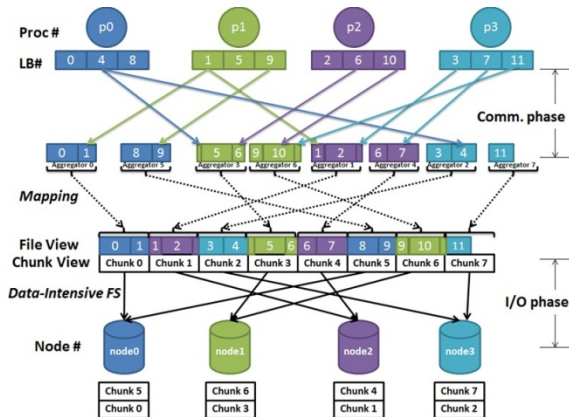 Proc # p0 p1 p2 p3
LB# 0 4 8 1 5 9 2 6 10 3 7 11
Comm. phase
0 1 8 9 5 6 9 10 1 2 6 7 3 4 11
Aggregator 0 Aggregator 5 Aggregator 3 Aggregator 6 Aggregator 1 Aggregator 4 Aggregator 2 Aggregator 7
Mapping
File View 0 1 1 2 3 4 5 6 6 7 8 9 9 10 11
Chunk View Chunk 0 Chunk 1 Chunk 2 Chunk 3 Chunk 4 Chunk 5 Chunk 6 Chunk 7
Data-Intensive FS
I/O phase
Node # node0 node1 node2 node3
Chunk 5 Chunk 6 Chunk 4 Chunk 7
Chunk 0 Chunk 3 Chunk 1 Chunk 2